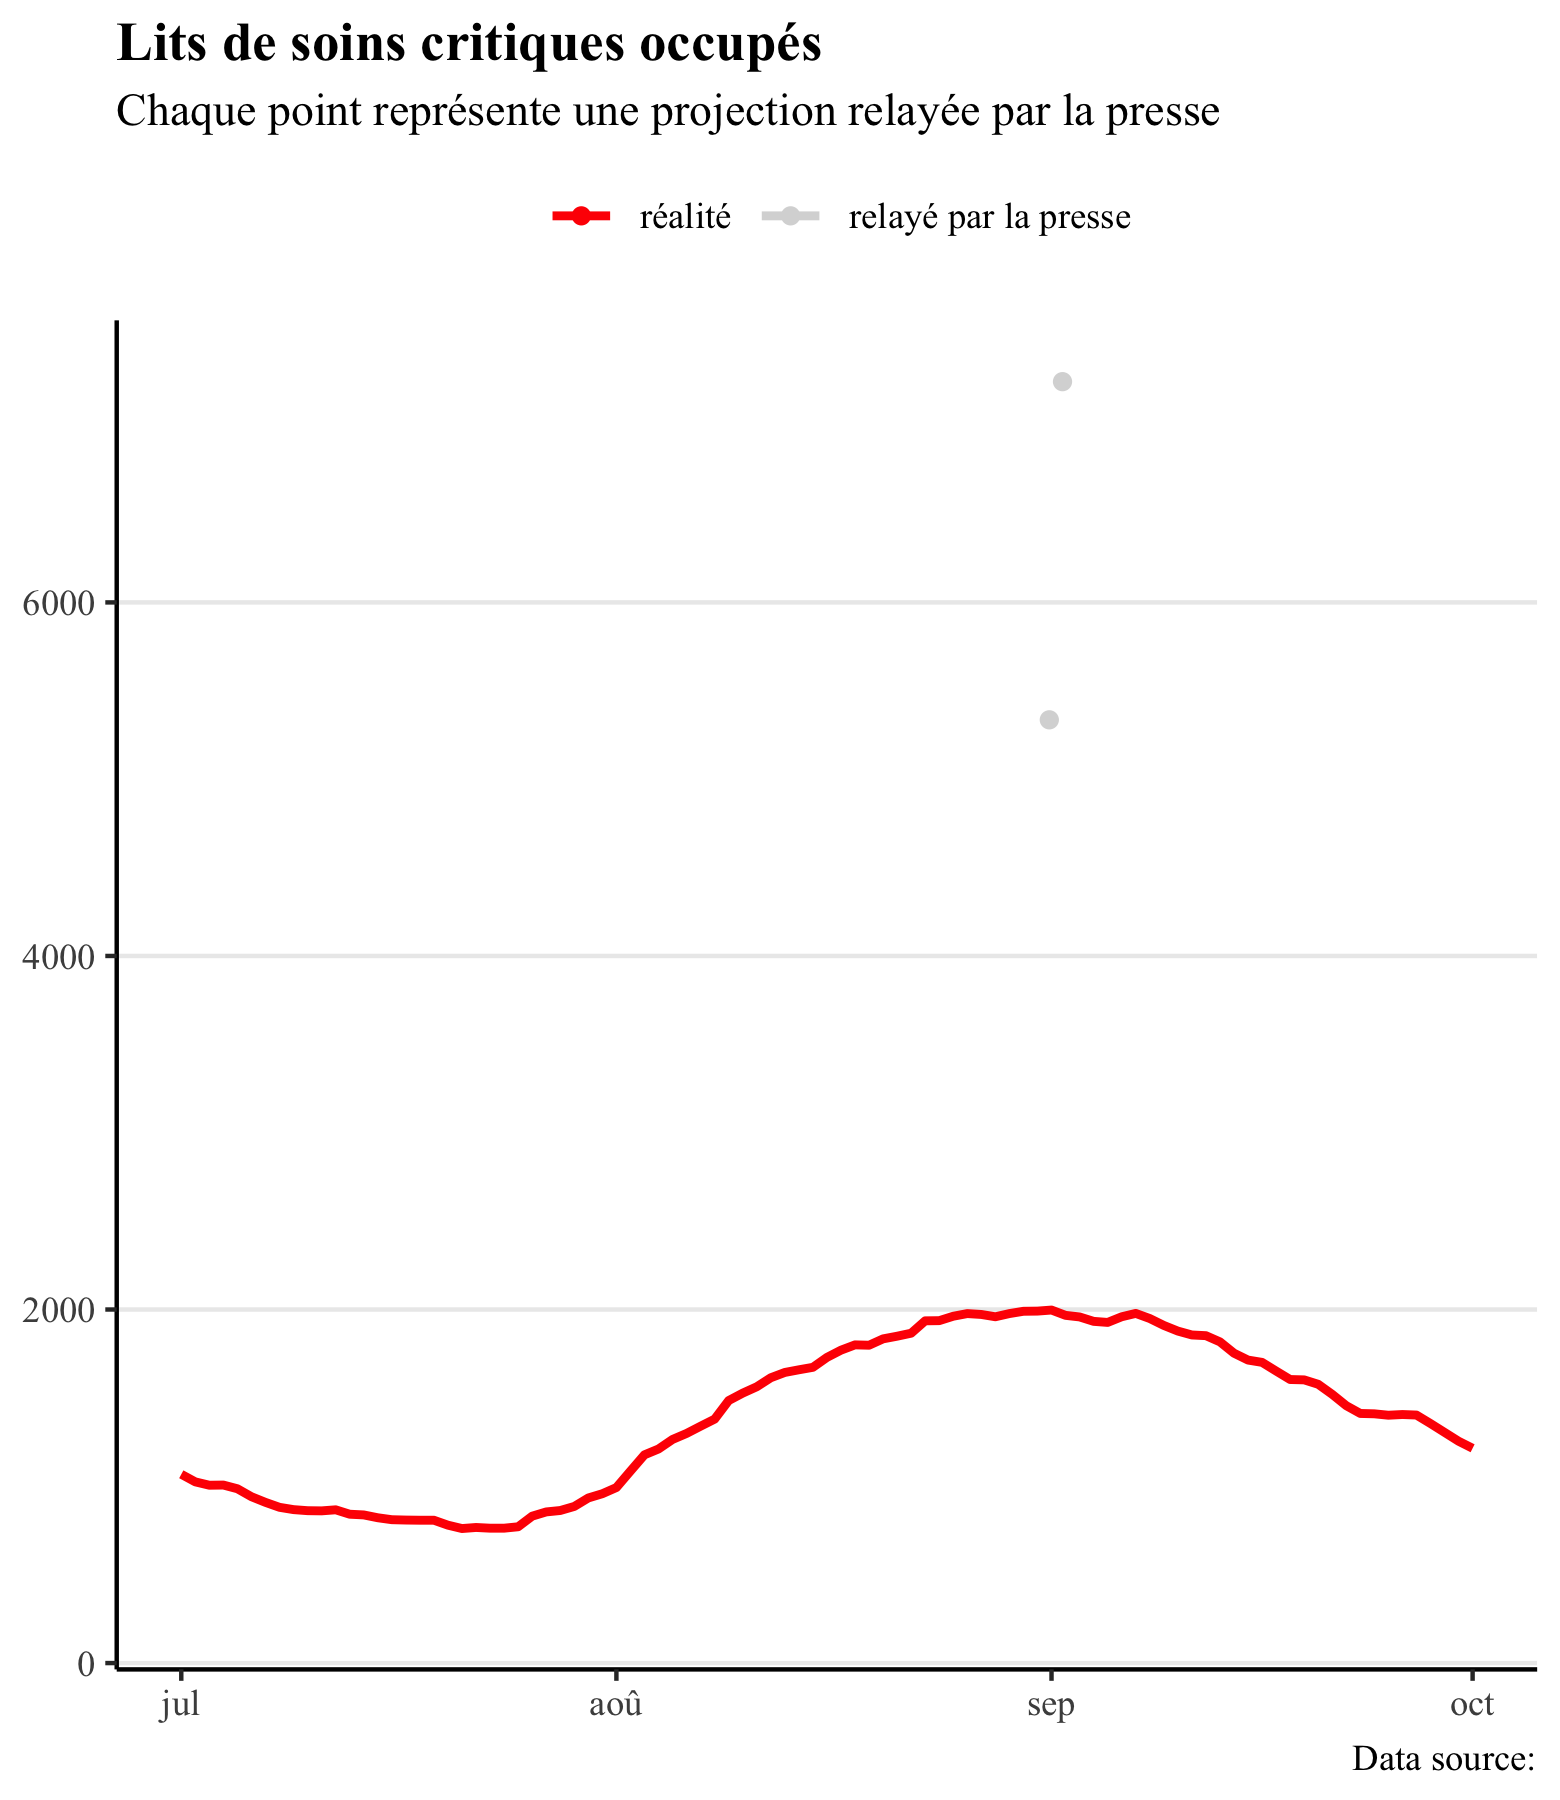 Lits de soins critiques occupés
Chaque point représente une projection relayée par la presse
réalité relayé par la presse
6000
4000
2000
0
jul aoû sep oct
Data source: